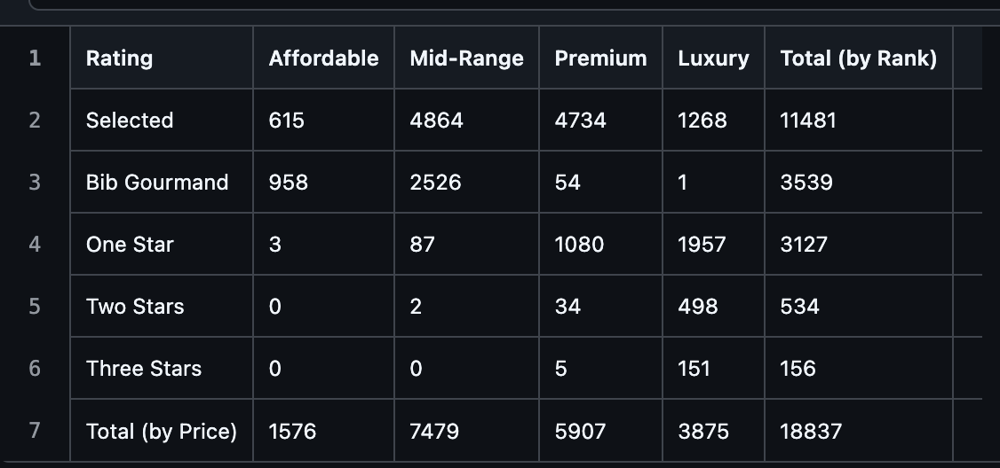 1 Rating Affordable Mid-Range Premium Luxury Total (by Rank)
2 Selected 615 4864 4734 1268 11481
3 Bib Gourmand 958 2526 54 1 3539
4 One Star 3 87 1080 1957 3127
5 Two Stars 0 2 34 498 534
6 Three Stars 0 0 5 151 156
7 Total (by Price) 1576 7479 5907 3875 18837